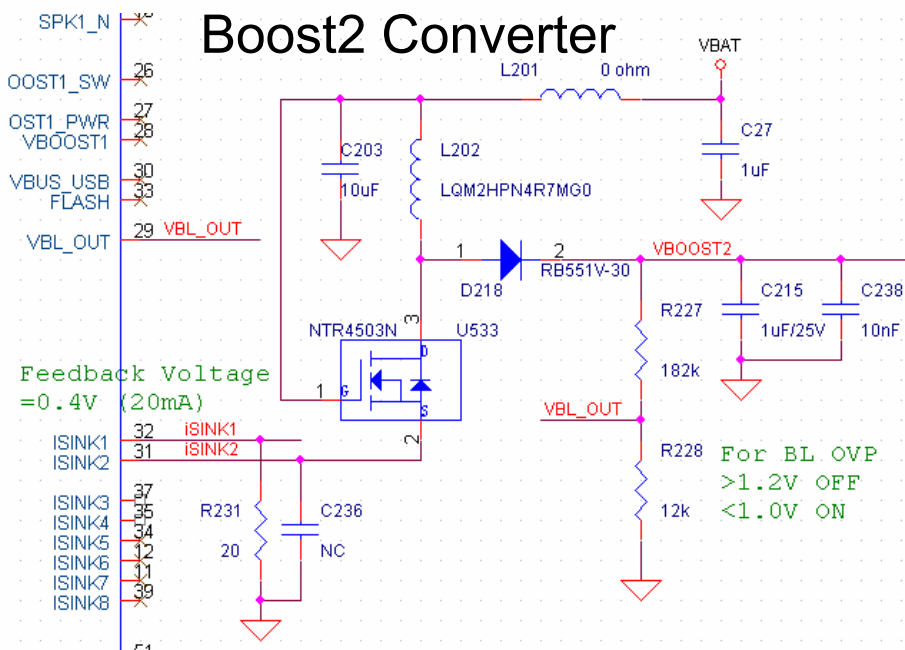 Boost2 Converter
SPK1_N
OOST1_SW
26
OST1_PWR
27
VBOOST1
28
VBUS_USB
30
FLASH
33
VBL_OUT
29
VBL_OUT
L201
0 ohm
VBAT
C27
1uF
C203
10uF
L202
LQM2HPN4R7MG0
1
2
D218
RB551V-30
VBOOST2
C215
1uF/25V
C238
10nF
R227
182k
NTR4503N
U533
3
D
1
G
S
2
Feedback Voltage
=0.4V (20mA)
VBL_OUT
R228
12k
For BL OVP
>1.2V OFF
<1.0V ON
ISINK1
32
iSINK1
ISINK2
31
iSINK2
R231
20
C236
NC
ISINK3
37
ISINK4
35
ISINK5
34
ISINK6
12
ISINK7
11
ISINK8
39